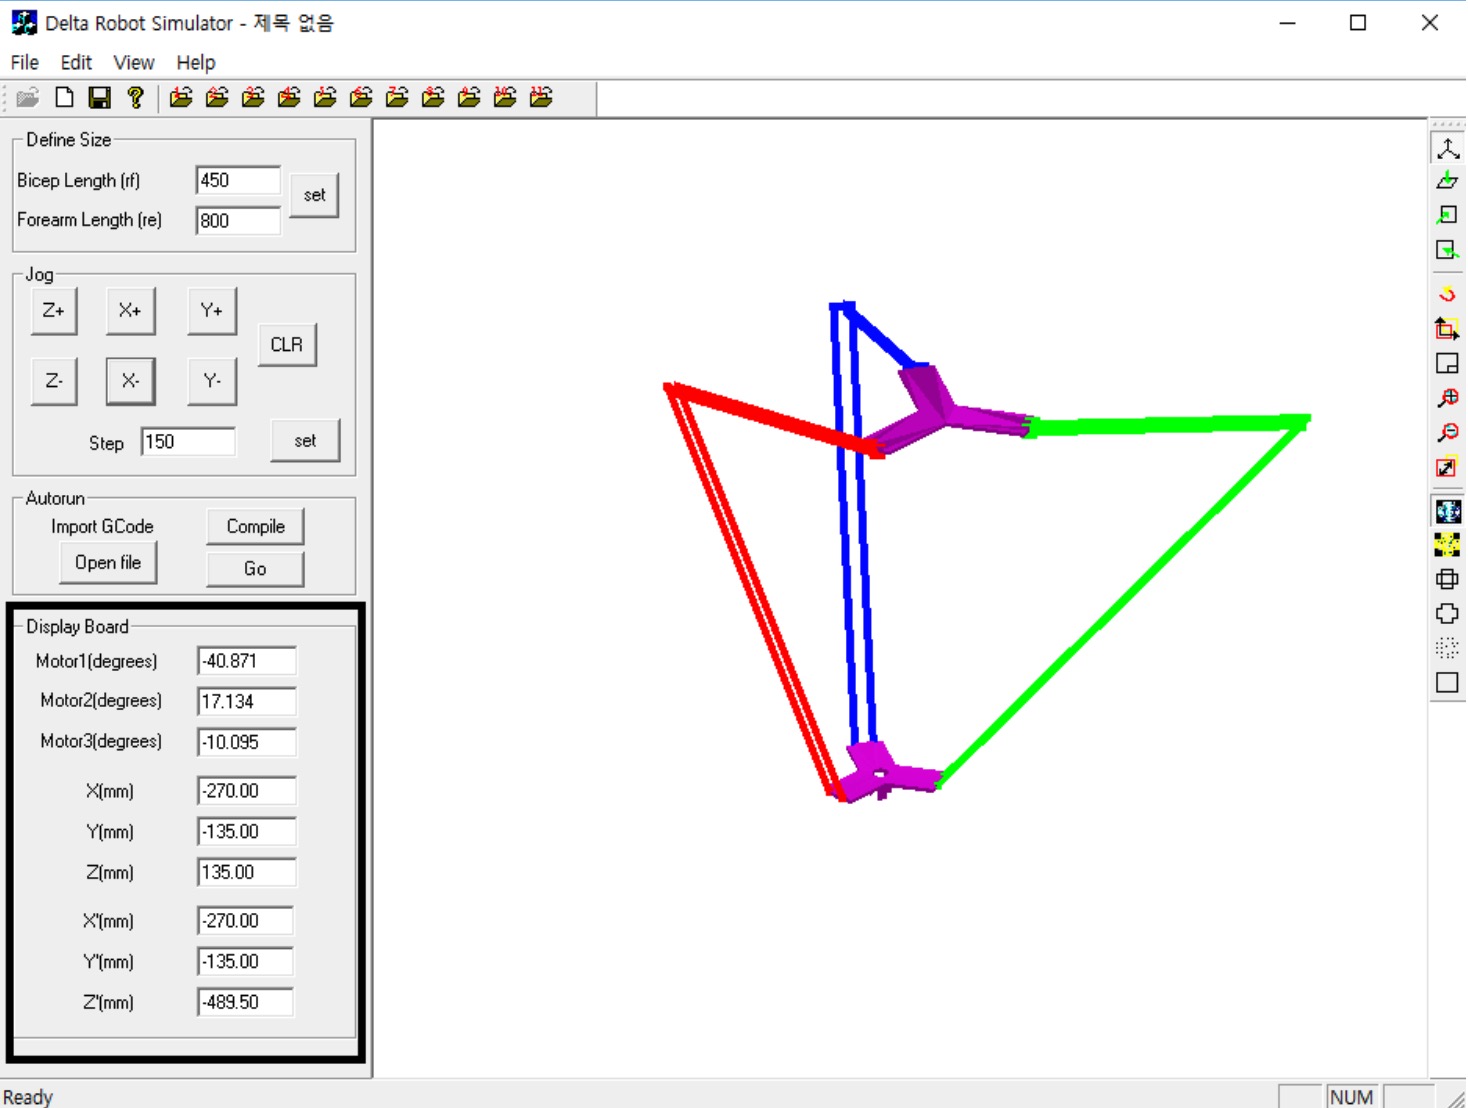 Delta Robot Simulator - 제목 없음
File Edit View Help
Define Size
Bicep Length (rf) 450
set
Forearm Length (re) 800
Jog
Z+ X+ Y+
CLR
Z- X- Y-
Step 150 set
Autorun
Import GCode Compile
Open file Go
Display Board
Motor1(degrees) -40.871
Motor2(degrees) 17.134
Motor3(degrees) -10.095
X(mm) -270.00
Y(mm) -135.00
Z(mm) 135.00
X'(mm) -270.00
Y'(mm) -135.00
Z'(mm) -489.50
Ready NUM